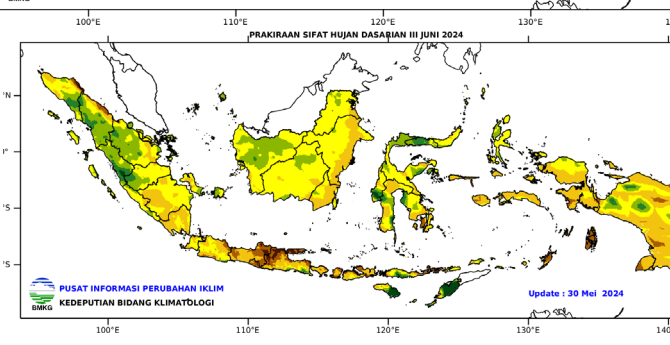 100°E 110°E 120°E 130°E
PRAKIRAAN SIFAT HUJAN DASARIAN III JUNI 2024
°N
°S
°S
PUSAT INFORMASI PERUBAHAN IKLIM
KEDEPUTIAN BIDANG KLIMATOLOGI
BMKG
Update : 30 Mei 2024
100°E 110°E 120°E 130°E 140